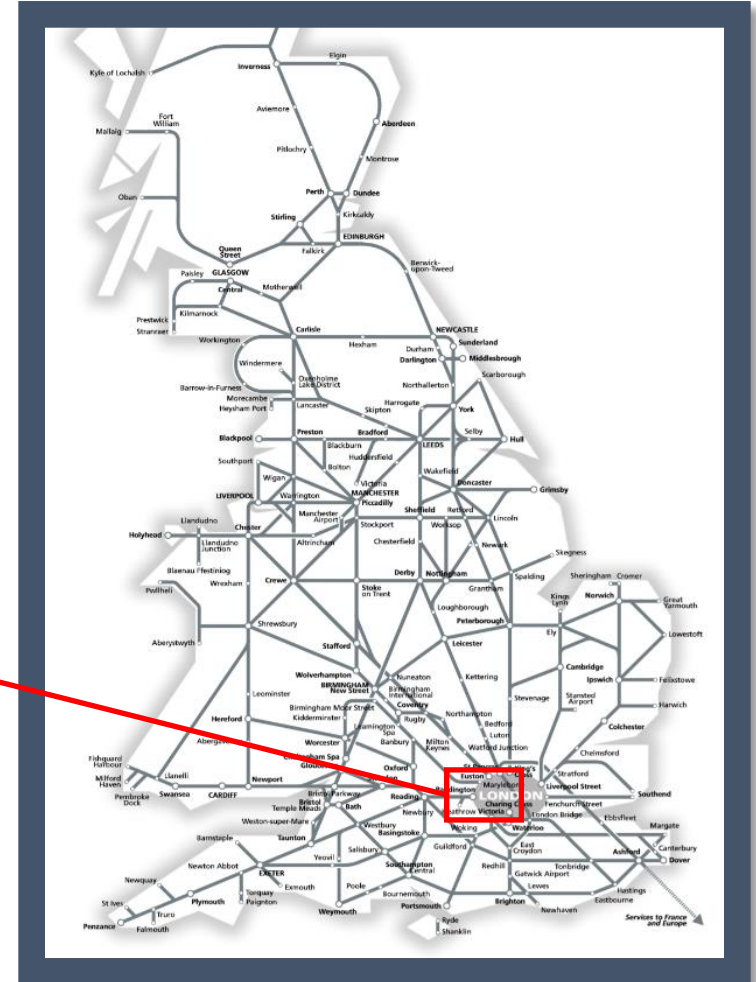 Elgin
Inverness
Kyle of Lochalsh
Aviemore
Fort
William
Mallaig
Aberdeen
Pitlochry
Montrose
Perth
Dundee
Oban
Stirling
Kirkcaldy
EDINBURGH
Queen
Street
Falkirk
Berwick-
upon-Tweed
Paisley
GLASGOW
Central
Motherwell
Prestwick
Kilmarnock
Stranraer
Carlisle
NEWCASTLE
Workington
Hexham
Sunderland
Durham
Darlington
Middlesbrough
Windermere
Scarborough
Oxenholme
Lake District
Barrow-in-Furness
Northallerton
Morecambe
Heysham Port
Lancaster
Harrogate
Skipton
York
Blackpool
Preston
Bradford
LEEDS
Selby
Hull
Blackburn
Southport
Huddersfield
Bolton
Wakefield
Wigan
Victoria
Doncaster
LIVERPOOL
Warrington
MANCHESTER
Piccadilly
Grimsby
Manchester
Airport
Sheffield
Retford
Llandudno
Stockport
Worksop
Lincoln
Holyhead
Chester
Llandudno
Junction
Altrincham
Chesterfield
Newark
Skegness
Blaenau Ffestiniog
Derby
Nottingham
Pwllheli
Wrexham
Crewe
Stoke
on Trent
Grantham
Spalding
Sheringham
Cromer
Kings
Lynn
Norwich
Great
Yarmouth
Loughborough
Shrewsbury
Peterborough
Ely
Lowestoft
Aberystwyth
Stafford
Leicester
Wolverhampton
BIRMINGHAM
New Street
Nuneaton
Kettering
Cambridge
Birmingham
International
Ipswich
Felixstowe
Leominster
Birmingham Moor Street
Coventry
Stevenage
Stansted
Airport
Kidderminster
Rugby
Northampton
Harwich
Hereford
Leamington
Spa
Bedford
Colchester
Worcester
Banbury
Milton
Keynes
Luton
Watford Junction
Chelmsford
Fishguard
Harbour
Oxford
Euston
Stratford
Milford
Haven
Llanelli
Newport
Marylebone
Liverpool Street
Pembroke
Dock
Swansea
CARDIFF
Bristol Parkway
Reading
LONDON
Southend
Bristol
Temple Meads
Bath
Charing Cross
Fenchurch Street
Newbury
Victoria
London Bridge
Ebbsfleet
Weston-super-Mare
Westbury
Waterloo
Margate
Barnstaple
Taunton
Basingstoke
Woking
East
Croydon
Canterbury
Salisbury
Guildford
Yeovil
Redhill
Tonbridge
Ashford
Dover
Newton Abbot
Southampton
Central
Gatwick Airport
Newquay
EXETER
Exmouth
Poole
Lewes
Hastings
St Ives
Plymouth
Torquay
Paignton
Bournemouth
Eastbourne
Weymouth
Portsmouth
Brighton
Newhaven
Truro
Penzance
Falmouth
Ryde
Shanklin
Services to France
and Europe